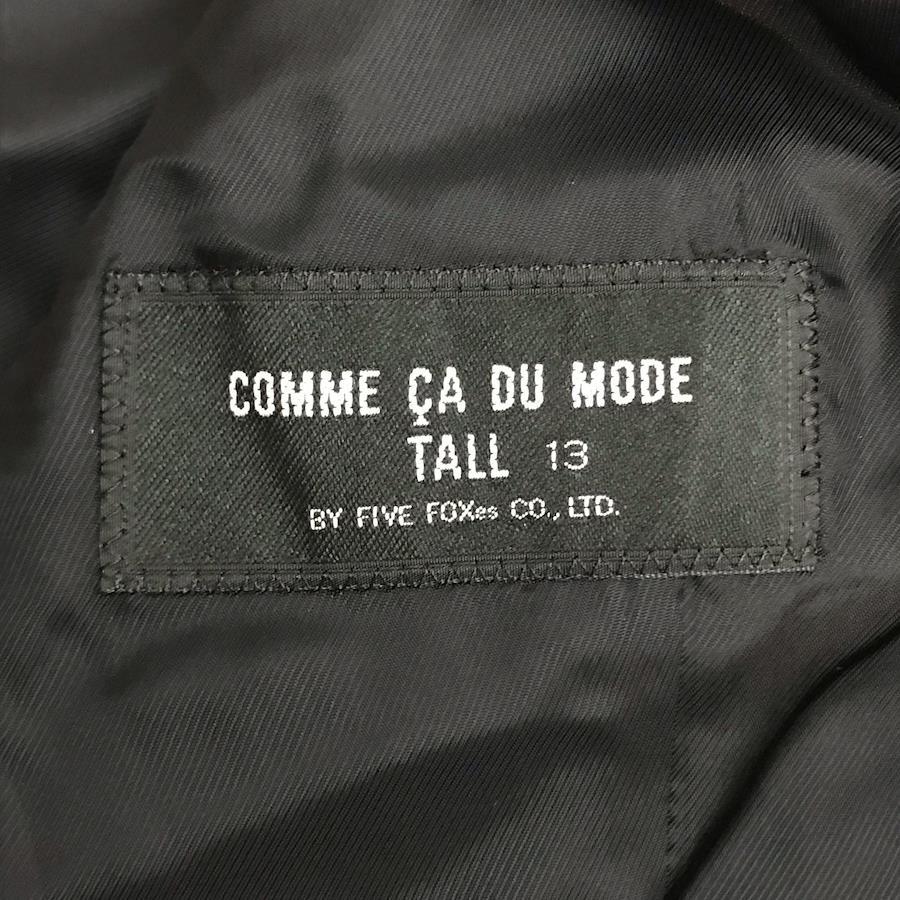 COMME ÇA DU MODE
TALL 13
BY FIVE FOXes CO., LTD.